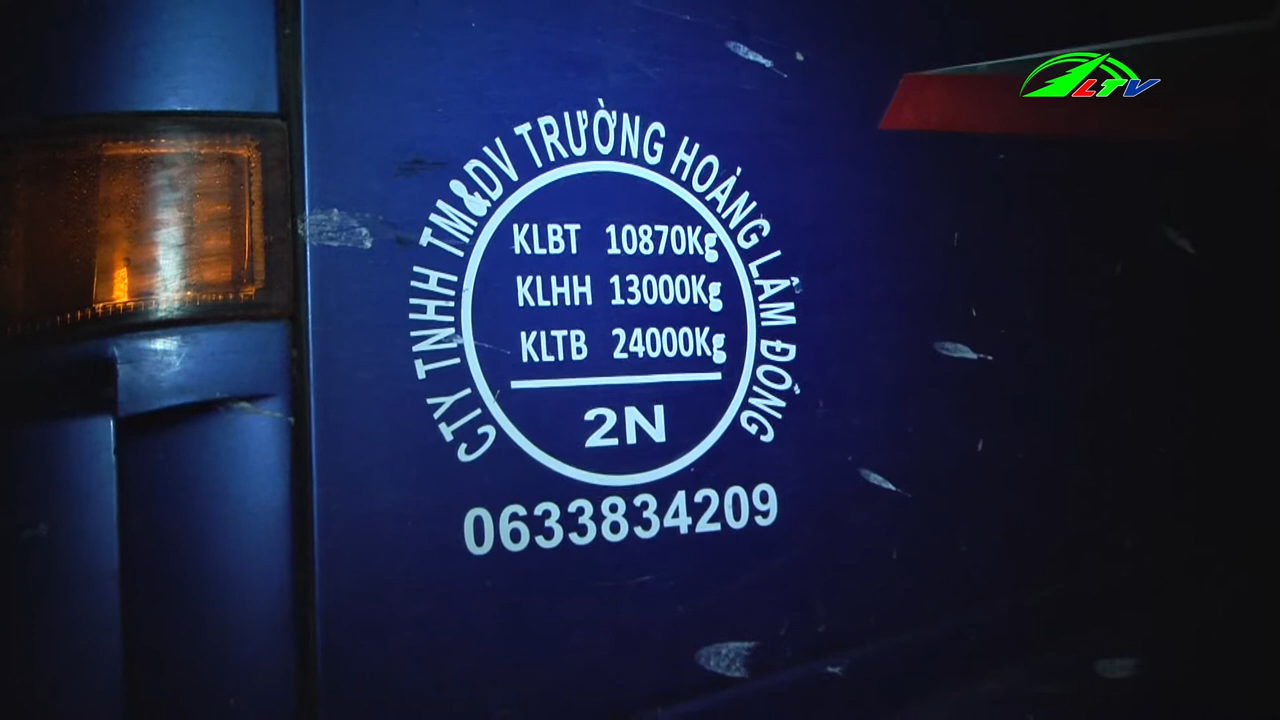 LTV
CTY TNHH TM&DV TRƯỜNG HOÀNG LÂM ĐỒNG
KLBT 10870Kg
KLHH 13000Kg
KLTB 24000Kg
2N
0633834209